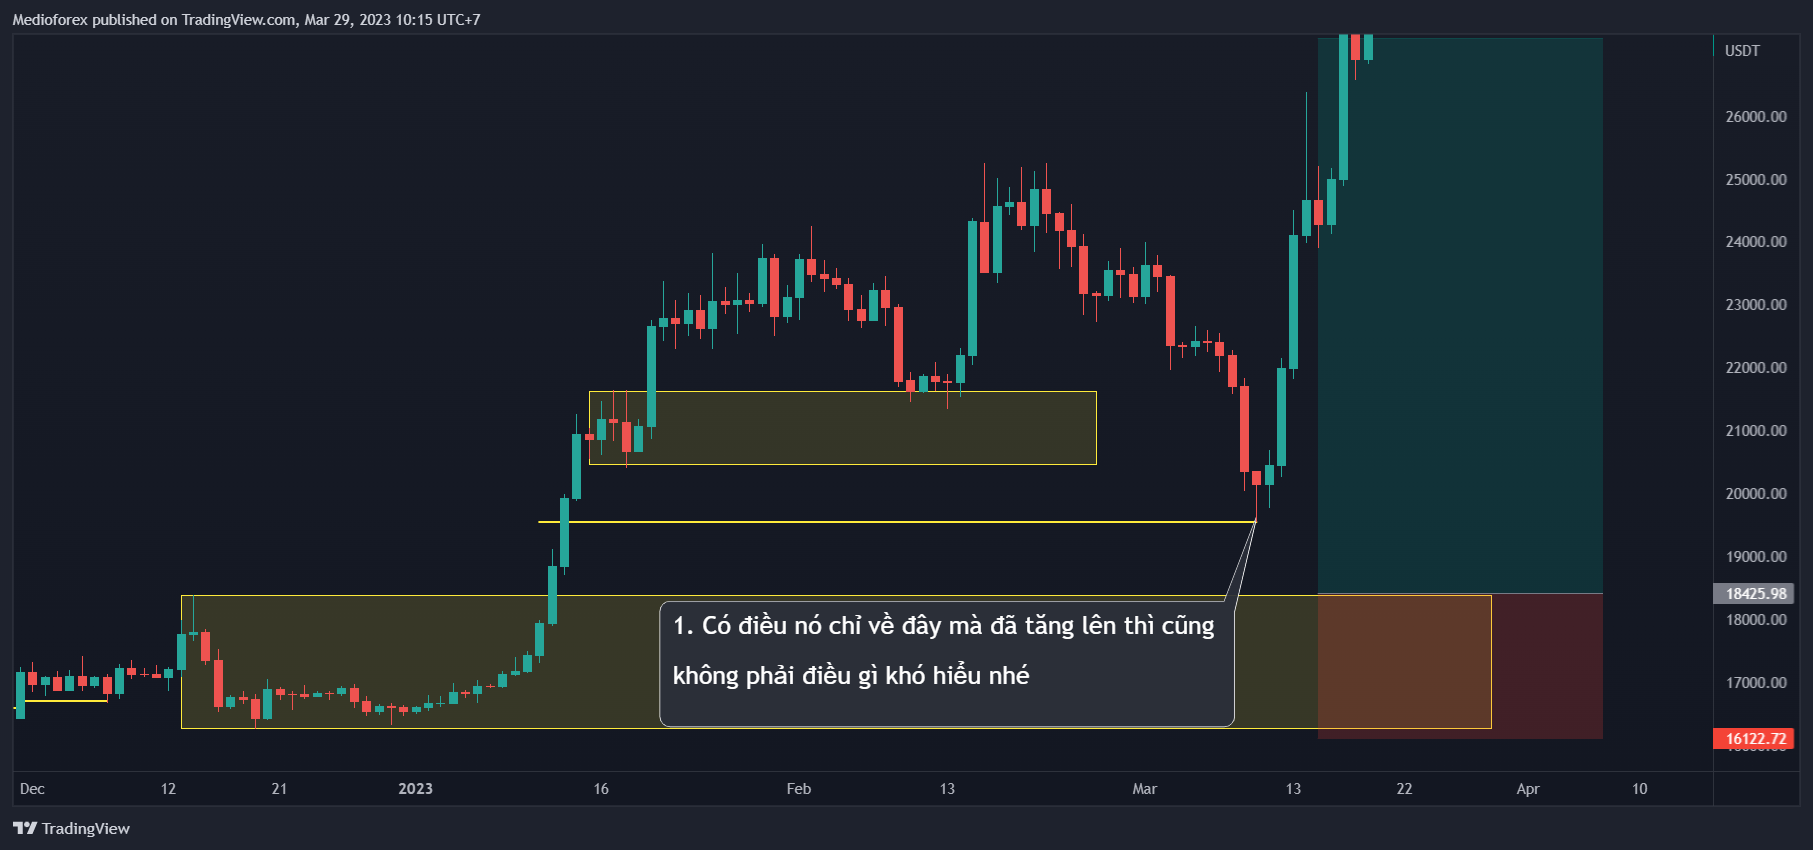 Medioforex published on TradingView.com, Mar 29, 2023 10:15 UTC+7
USDT
26000.00
25000.00
24000.00
23000.00
22000.00
21000.00
20000.00
19000.00
18425.98
18000.00
17000.00
16122.72
1. Có điều nó chỉ về đây mà đã tăng lên thì cũng
không phải điều gì khó hiểu nhé
Dec 12 21 2023 16 Feb 13 Mar 13 22 Apr 10
TradingView